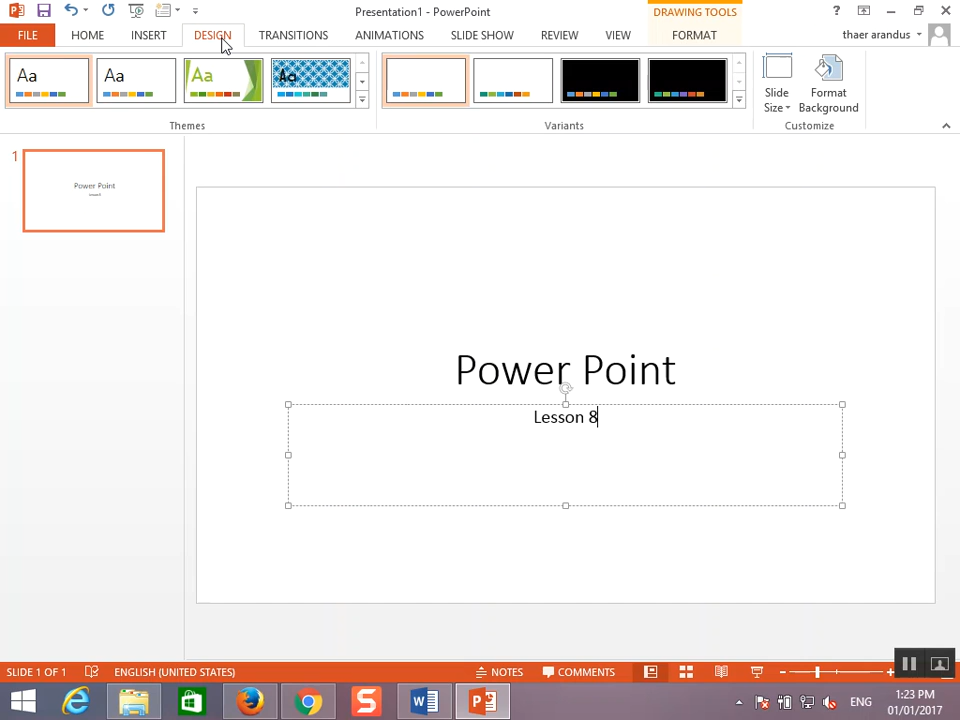 Presentation1 - PowerPoint
DRAWING TOOLS
?
FILE
HOME
INSERT
DESIGN
TRANSITIONS
ANIMATIONS
SLIDE SHOW
REVIEW
VIEW
FORMAT
thaer arandus
Aa
Aa
Aa
Aa
Slide
Size
Format
Background
Themes
Variants
Customize
1
Power Point
Power Point
Lesson 8
SLIDE 1 OF 1
ENGLISH (UNITED STATES)
NOTES
COMMENTS
ENG
1:23 PM
01/01/2017